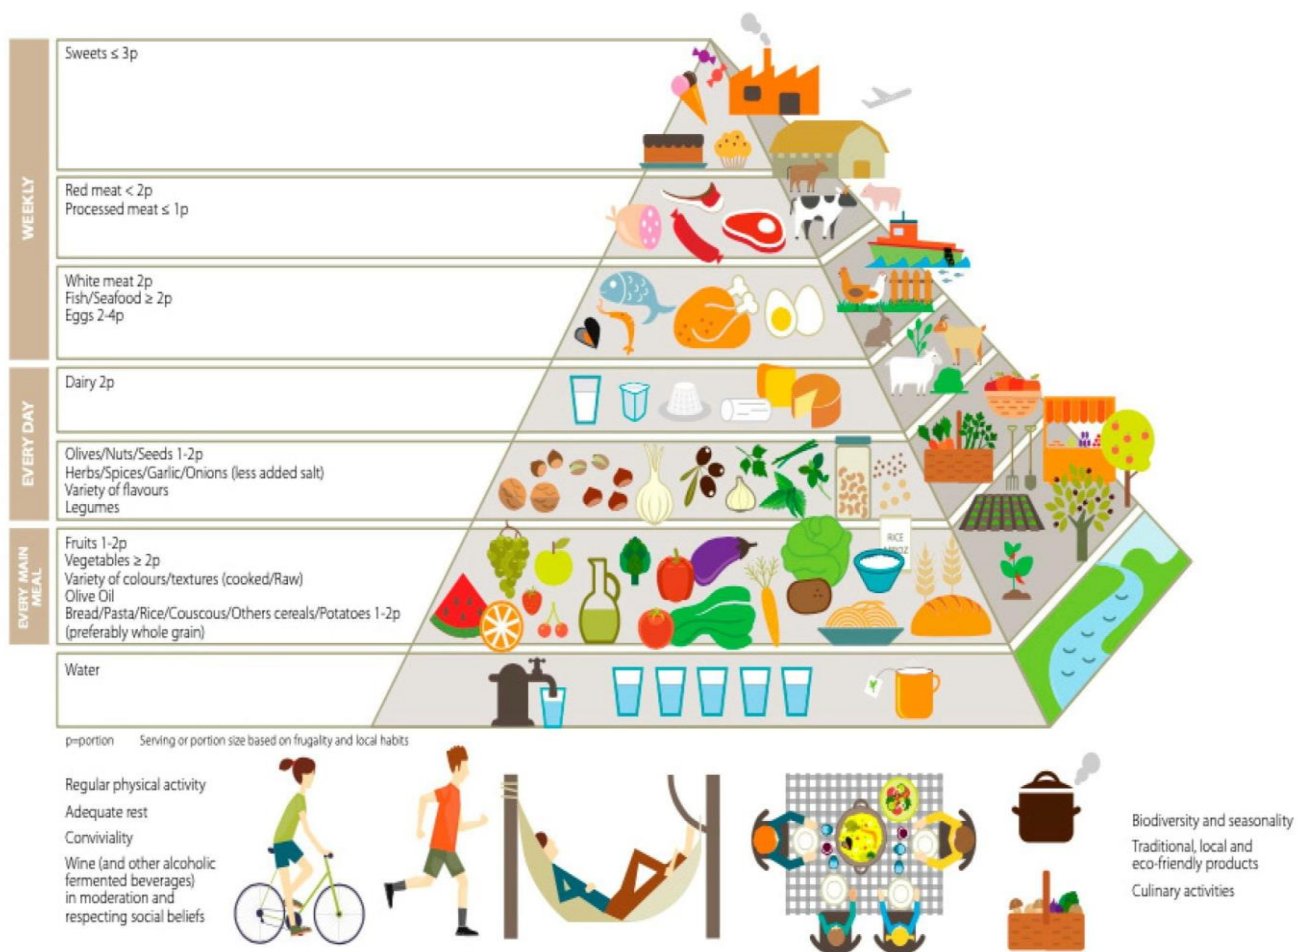 WEEKLY
Sweets ≤ 3p
Red meat < 2p
Processed meat ≤ 1p
White meat 2p
Fish/Seafood ≥ 2p
Eggs 2-4p
EVERY DAY
Dairy 2p
Olives/Nuts/Seeds 1-2p
Herbs/Spices/Garlic/Onions (less added salt)
Variety of flavours
Legumes
EVERY MAIN
MEAL
Fruits 1-2p
Vegetables ≥ 2p
Variety of colours/textures (cooked/Raw)
Olive Oil
Bread/Pasta/Rice/Couscous/Others cereals/Potatoes 1-2p
(preferably whole grain)
RICE
Water
p=portion Serving or portion size based on frugality and local habits
Regular physical activity
Adequate rest
Conviviality
Wine (and other alcoholic
fermented beverages)
in moderation and
respecting social beliefs
Biodiversity and seasonality
Traditional, local and
eco-friendly products
Culinary activities